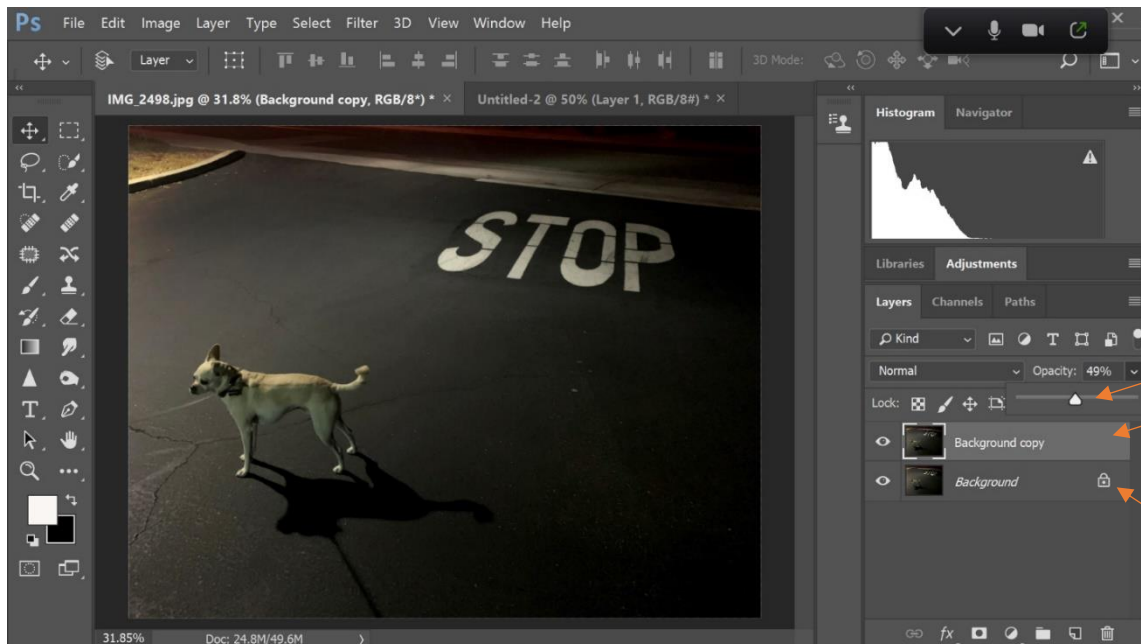 Ps File Edit Image Layer Type Select Filter 3D View Window Help
Layer 3D Mode:
IMG_2498.jpg @ 31.8% (Background copy, RGB/8*) * × Untitled-2 @ 50% (Layer 1, RGB/8#) * ×
Histogram Navigator
STOP
Libraries Adjustments
Layers Channels Paths
Kind T
Normal Opacity: 49%
Lock:
Background copy
Background
T
fx
31.85% Doc: 24.8M/49.6M